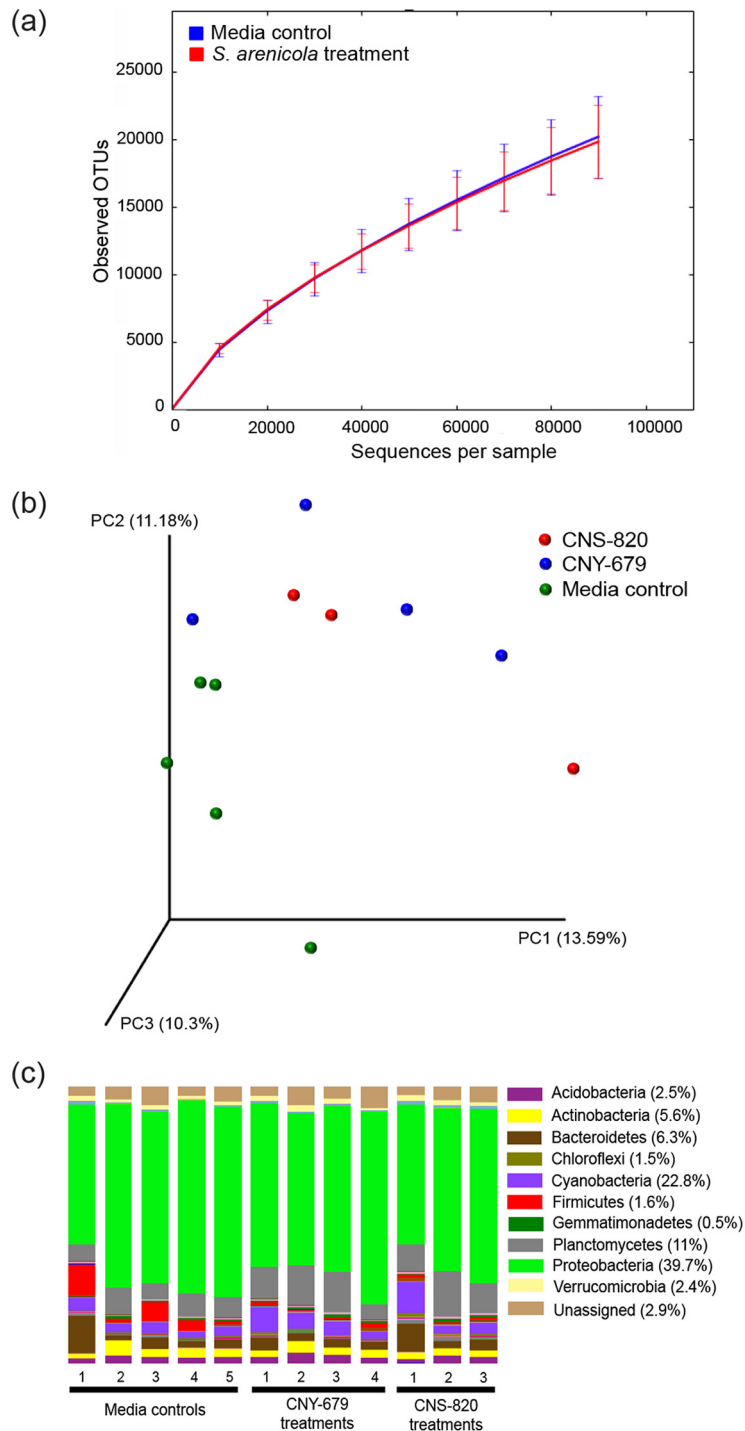 (a)
Media control
S. arenicola treatment
25000
20000
15000
10000
5000
0
Observed OTUs
0 20000 40000 60000 80000 100000
Sequences per sample
(b)
PC2 (11.18%)
CNS-820
CNY-679
Media control
PC1 (13.59%)
PC3 (10.3%)
(c)
Acidobacteria (2.5%)
Actinobacteria (5.6%)
Bacteroidetes (6.3%)
Chloroflexi (1.5%)
Cyanobacteria (22.8%)
Firmicutes (1.6%)
Gemmatimonadetes (0.5%)
Planctomycetes (11%)
Proteobacteria (39.7%)
Verrucomicrobia (2.4%)
Unassigned (2.9%)
1 2 3 4 5 1 2 3 4 1 2 3
Media controls
CNY-679
treatments
CNS-820
treatments